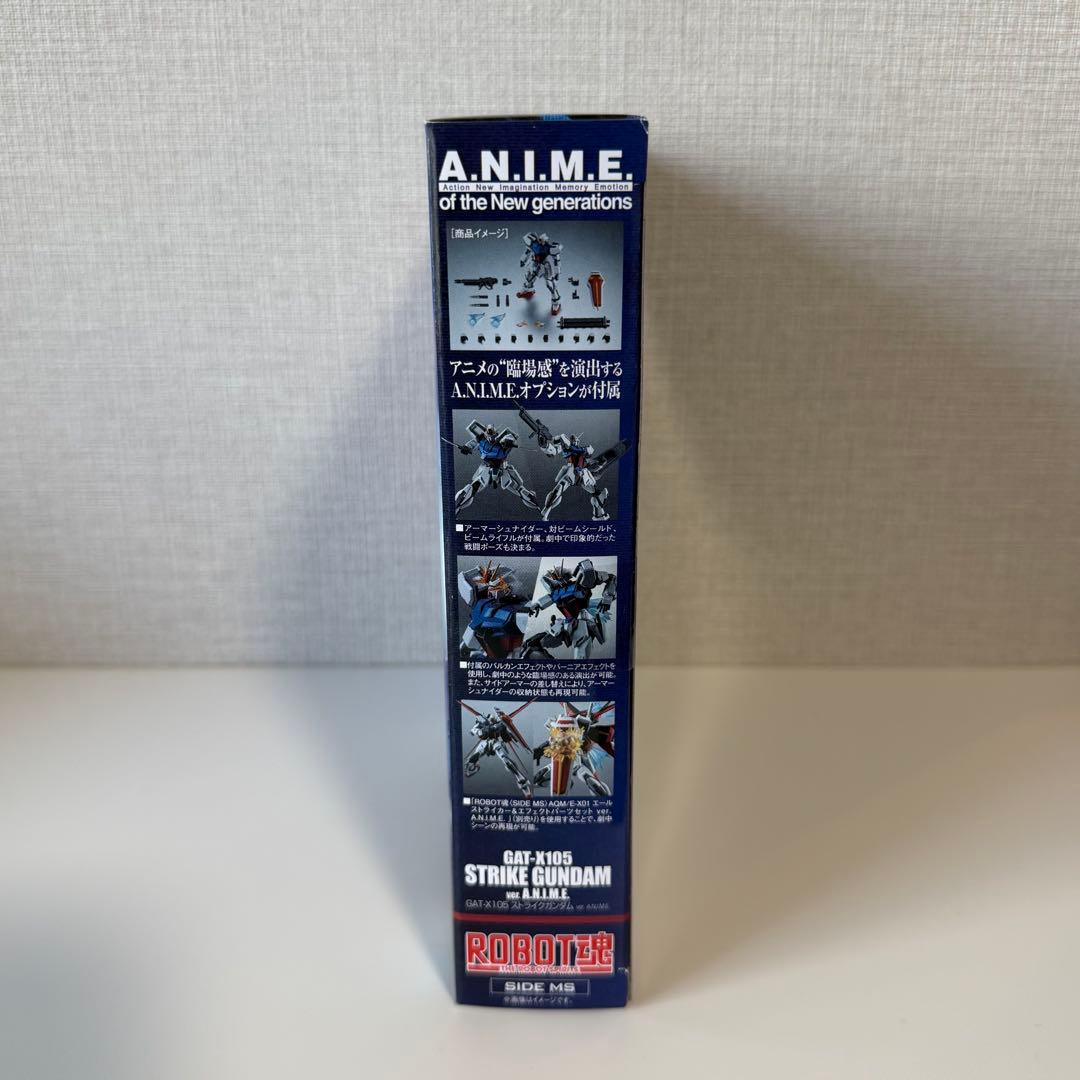 A.N.I.M.E.
Action New Imagination Memory Emotion
of the New generations
[商品イメージ]
アニメの“臨場感”を演出する
A.N.I.M.E.オプションが付属
■アーマーシュナイダー、対ビームシールド、
ビームライフルが付属。劇中で印象的だった
戦闘ポーズも決まる。
■付属のバルカンエフェクトやバーニアエフェクトを
使用し、劇中のような臨場感のある演出が可能。
また、サイドアーマーの差し替えにより、アーマー
シュナイダーの収納状態も再現可能。
■「ROBOT魂〈SIDE MS〉AQM/E-X01 エール
ストライカー&エフェクトパーツセット ver.
A.N.I.M.E.」(別売り)を使用することで、劇中
シーンの再現が可能。
GAT-X105
STRIKE GUNDAM
ver. A.N.I.M.E.
GAT-X105 ストライクガンダム ver. A.N.I.M.E.
ROBOT魂
THE ROBOT SPIRITS
SIDE MS
※画像はイメージです。